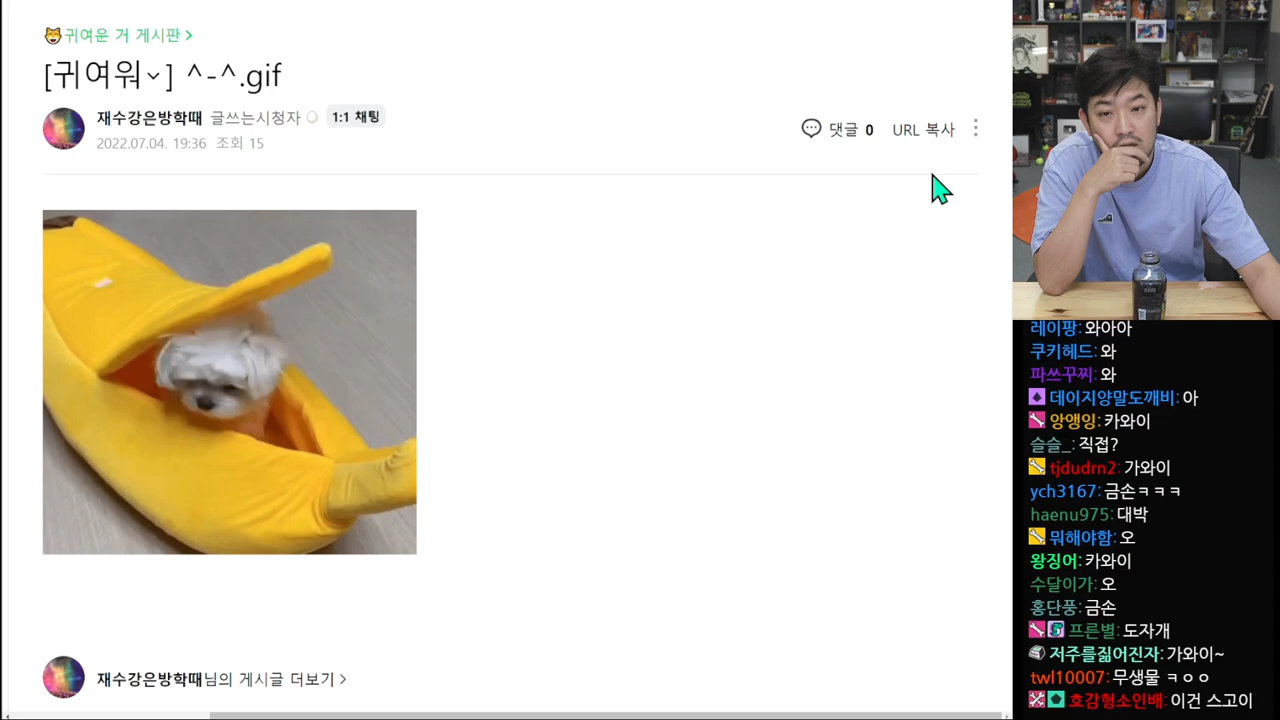 귀여운 거 게시판 >
[귀여워~] ^-^.gif
재수강은방학때 글쓰는시청자 1:1 채팅
2022.07.04. 19:36 조회 15
댓글 0 URL 복사
재수강은방학때님의 게시글 더보기 >
레이팡: 와아아
쿠키헤드: 와
파쓰꾸찌: 와
데이지양말도깨비: 아
앙앵잉: 카와이
슬슬_: 직접?
tjdudrn2: 가와이
ych3167: 금손ㅋㅋㅋ
haenu975: 대박
뭐해야함: 오
왕징어: 카와이
수달이가: 오
홍단풍: 금손
프른별: 도자개
저주를짊어진자: 가와이~
twl10007: 무생물 ㅋㅇㅇ
호감형소인배: 이건 스고이